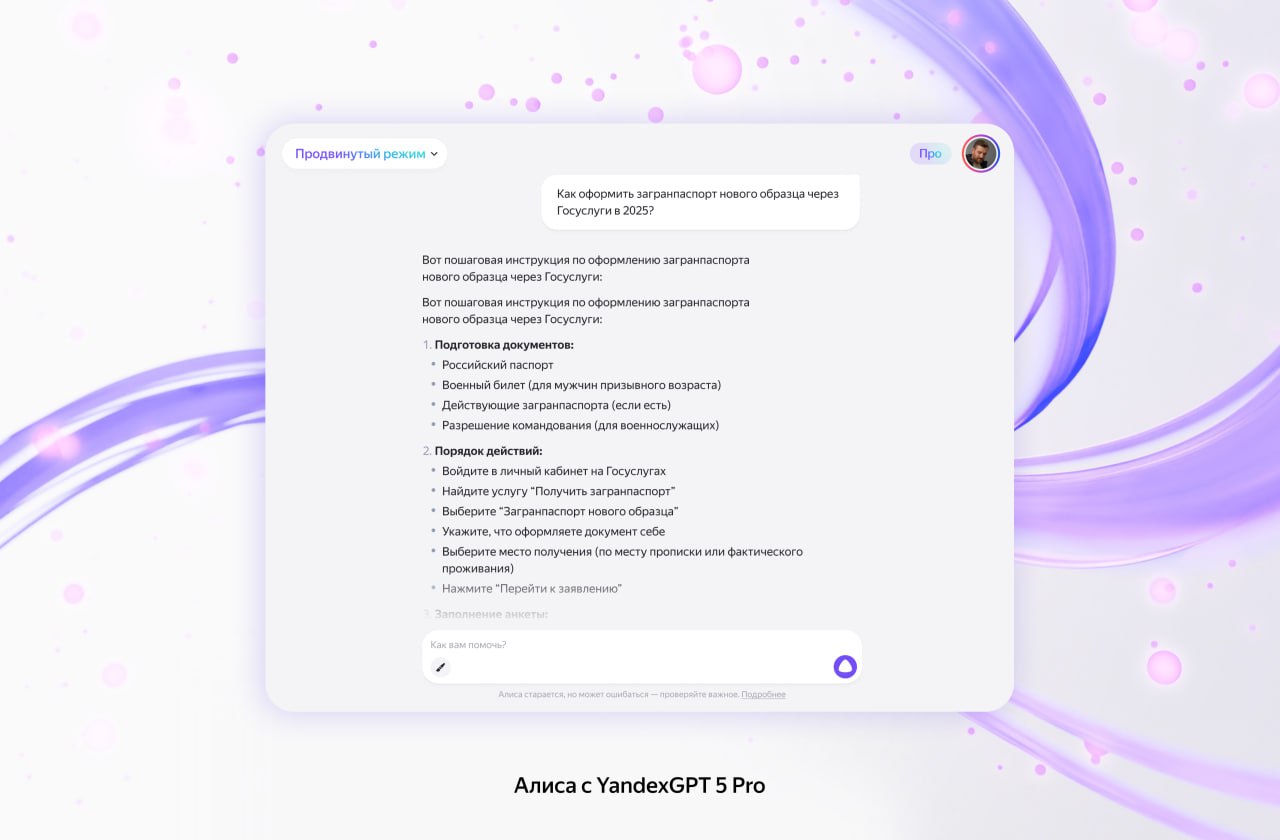 Продвинутый режим
Про
Как оформить загранпаспорт нового образца через
Госуслуги в 2025?
Вот пошаговая инструкция по оформлению загранпаспорта
нового образца через Госуслуги:
Вот пошаговая инструкция по оформлению загранпаспорта
нового образца через Госуслуги:
1. Подготовка документов:
• Российский паспорт
• Военный билет (для мужчин призывного возраста)
• Действующие загранпаспорта (если есть)
• Разрешение командования (для военнослужащих)
2. Порядок действий:
• Войдите в личный кабинет на Госуслугах
• Найдите услугу “Получить загранпаспорт”
• Выберите “Загранпаспорт нового образца”
• Укажите, что оформляете документ себе
• Выберите место получения (по месту прописки или фактического
проживания)
• Нажмите “Перейти к заявлению”
3. Заполнение анкеты:
Как вам помочь?
Алиса старается, но может ошибаться — проверяйте важное. Подробнее
Алиса с YandexGPT 5 Pro